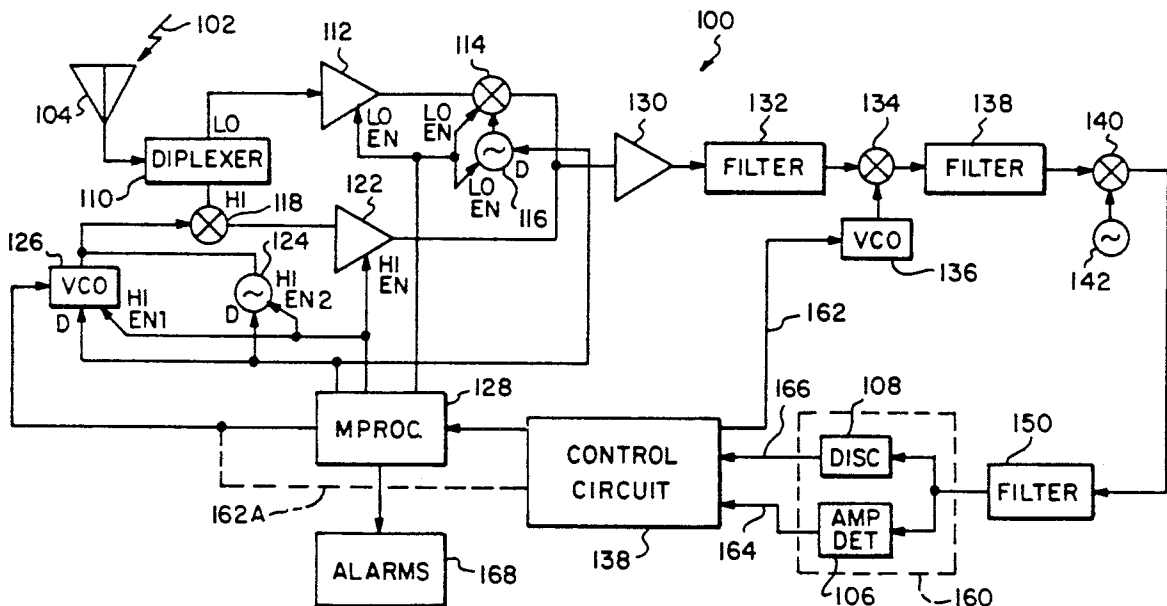 100
102
112
114
104
LO
LO
EN
LO
EN
130
132
134
138
140
DIPLEXER
FILTER
FILTER
110
HI
118
122
D
LO
EN
116
126
124
VCO
136
142
VCO
HI
EN1
D
HI
EN2
D
HI
EN
162
128
MPROC.
166
108
150
CONTROL
CIRCUIT
DISC
FILTER
162A
164
AMP
DET
ALARMS
168
138
106
160